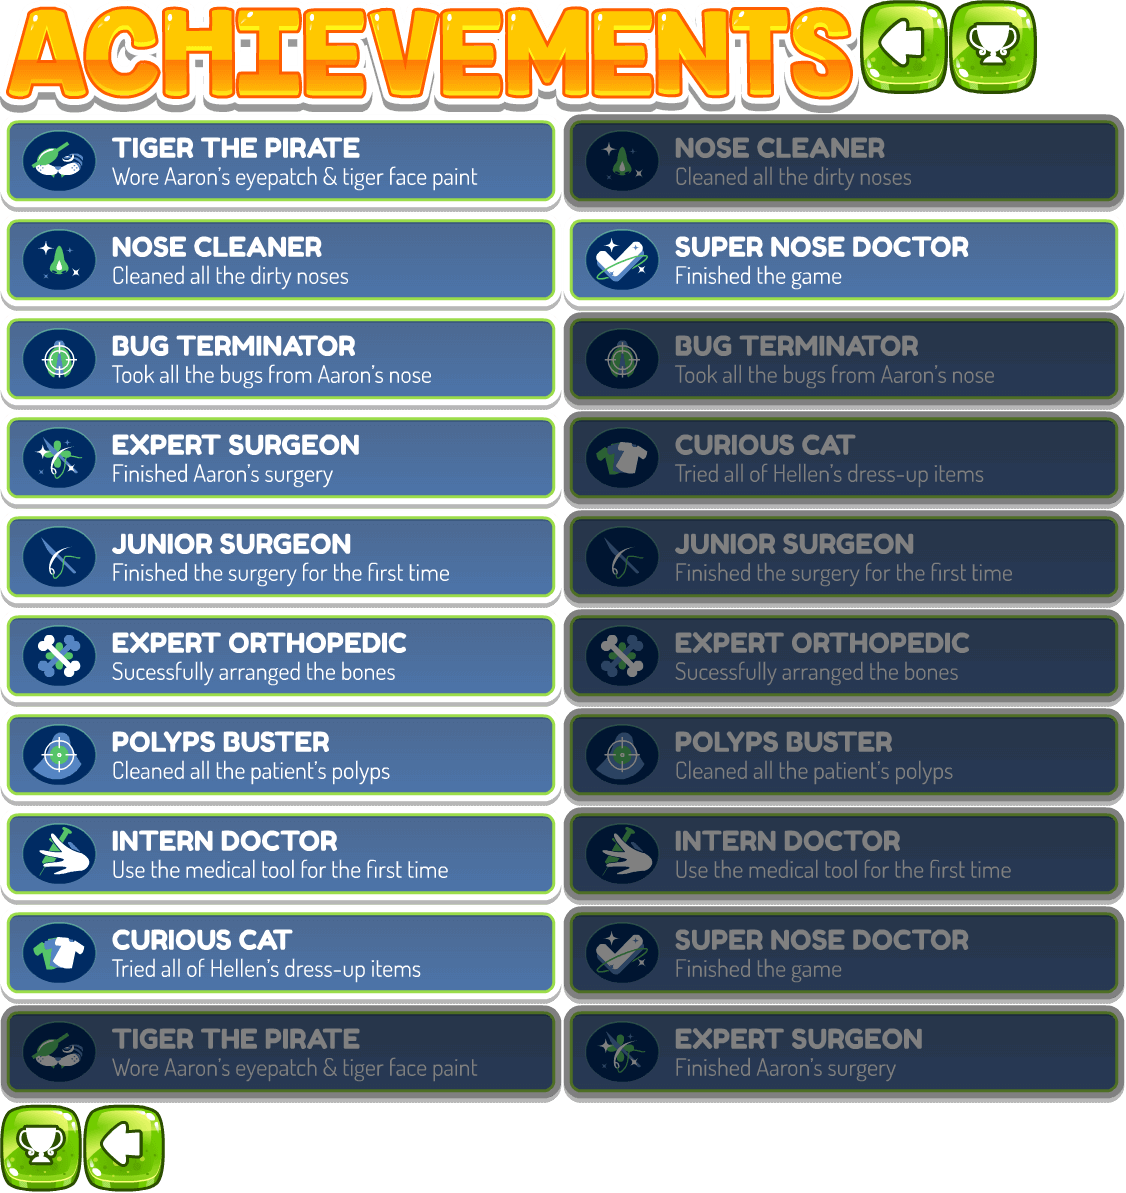 ACHIEVEMENTS
TIGER THE PIRATE
Wore Aaron's eyepatch & tiger face paint
NOSE CLEANER
Cleaned all the dirty noses
NOSE CLEANER
Cleaned all the dirty noses
SUPER NOSE DOCTOR
Finished the game
BUG TERMINATOR
Took all the bugs from Aaron's nose
BUG TERMINATOR
Took all the bugs from Aaron's nose
EXPERT SURGEON
Finished Aaron's surgery
CURIOUS CAT
Tried all of Hellen's dress-up items
JUNIOR SURGEON
Finished the surgery for the first time
JUNIOR SURGEON
Finished the surgery for the first time
EXPERT ORTHOPEDIC
Sucessfully arranged the bones
EXPERT ORTHOPEDIC
Sucessfully arranged the bones
POLYPS BUSTER
Cleaned all the patient's polyps
POLYPS BUSTER
Cleaned all the patient's polyps
INTERN DOCTOR
Use the medical tool for the first time
INTERN DOCTOR
Use the medical tool for the first time
CURIOUS CAT
Tried all of Hellen's dress-up items
SUPER NOSE DOCTOR
Finished the game
TIGER THE PIRATE
Wore Aaron's eyepatch & tiger face paint
EXPERT SURGEON
Finished Aaron's surgery